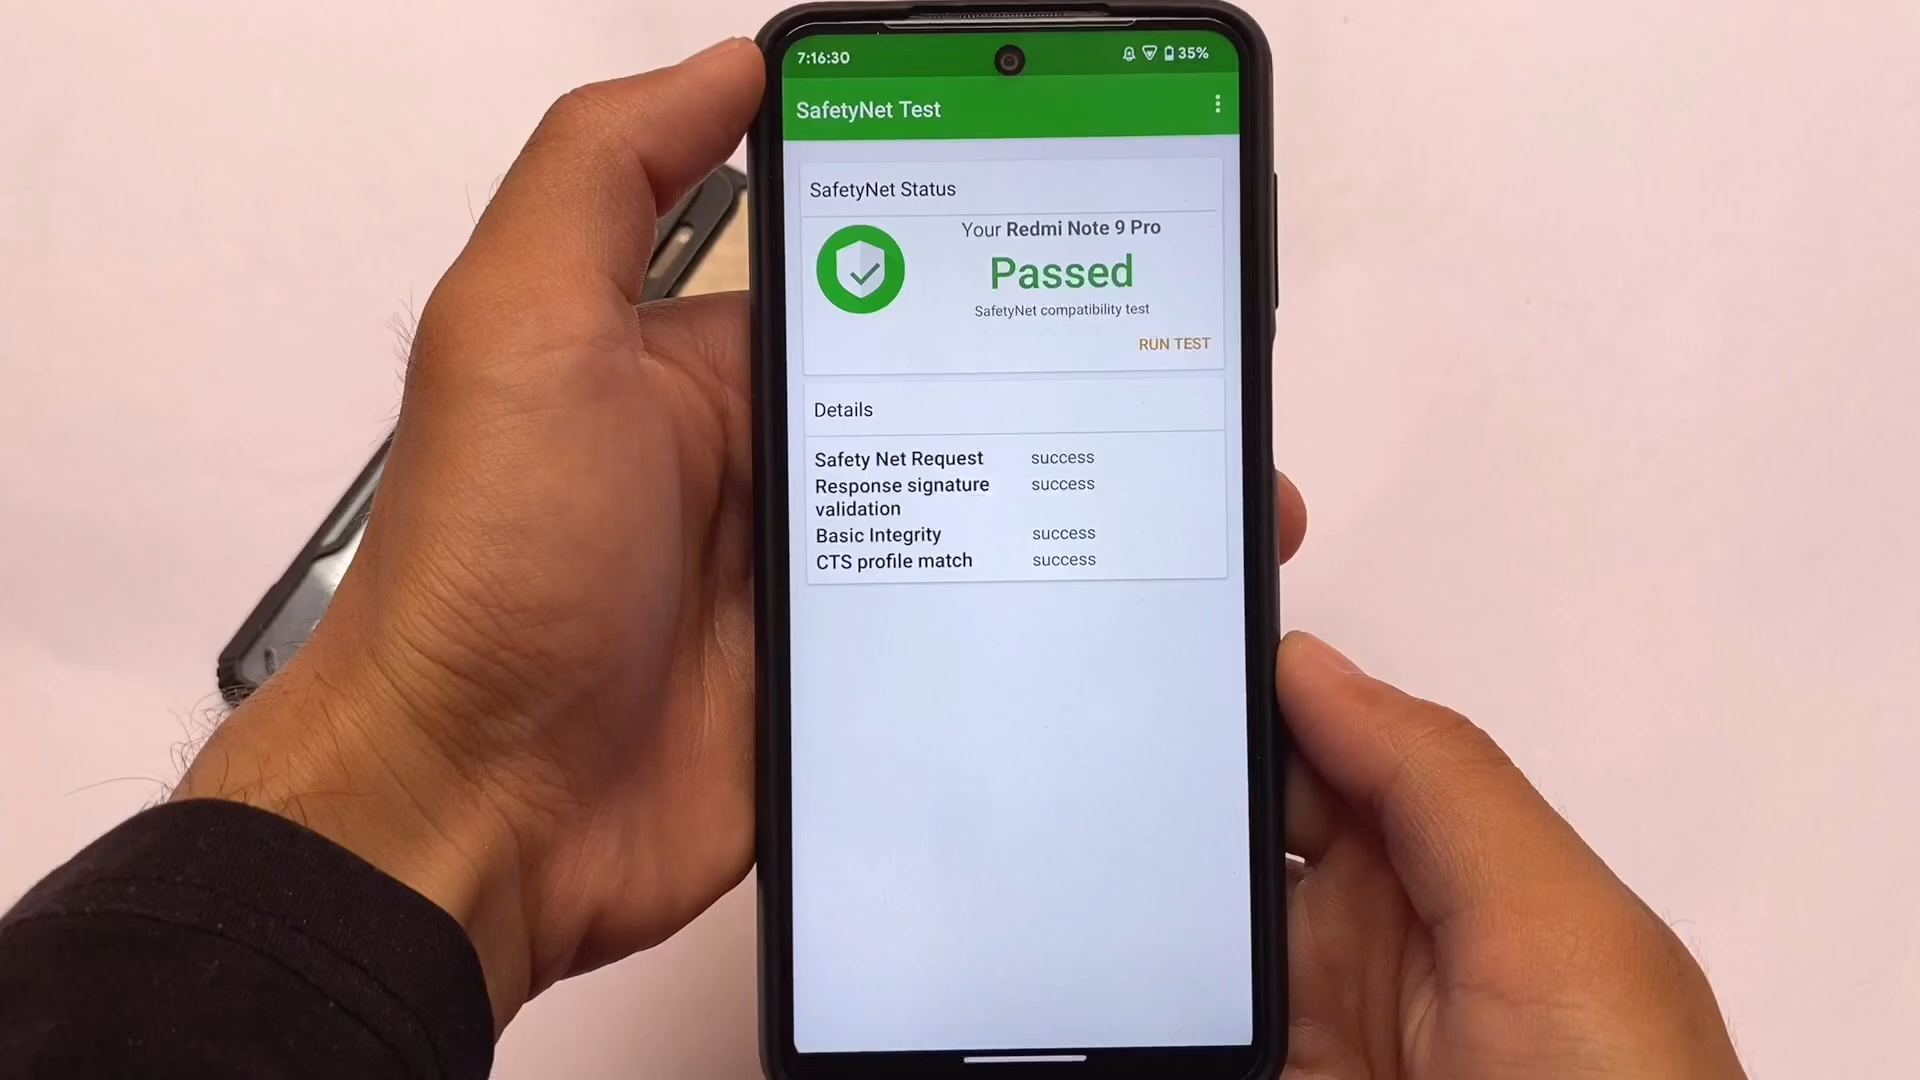 7:16:30 35%
SafetyNet Test
SafetyNet Status
Your Redmi Note 9 Pro
Passed
SafetyNet compatibility test
RUN TEST
Details
Safety Net Request success
Response signature success
validation
Basic Integrity success
CTS profile match success